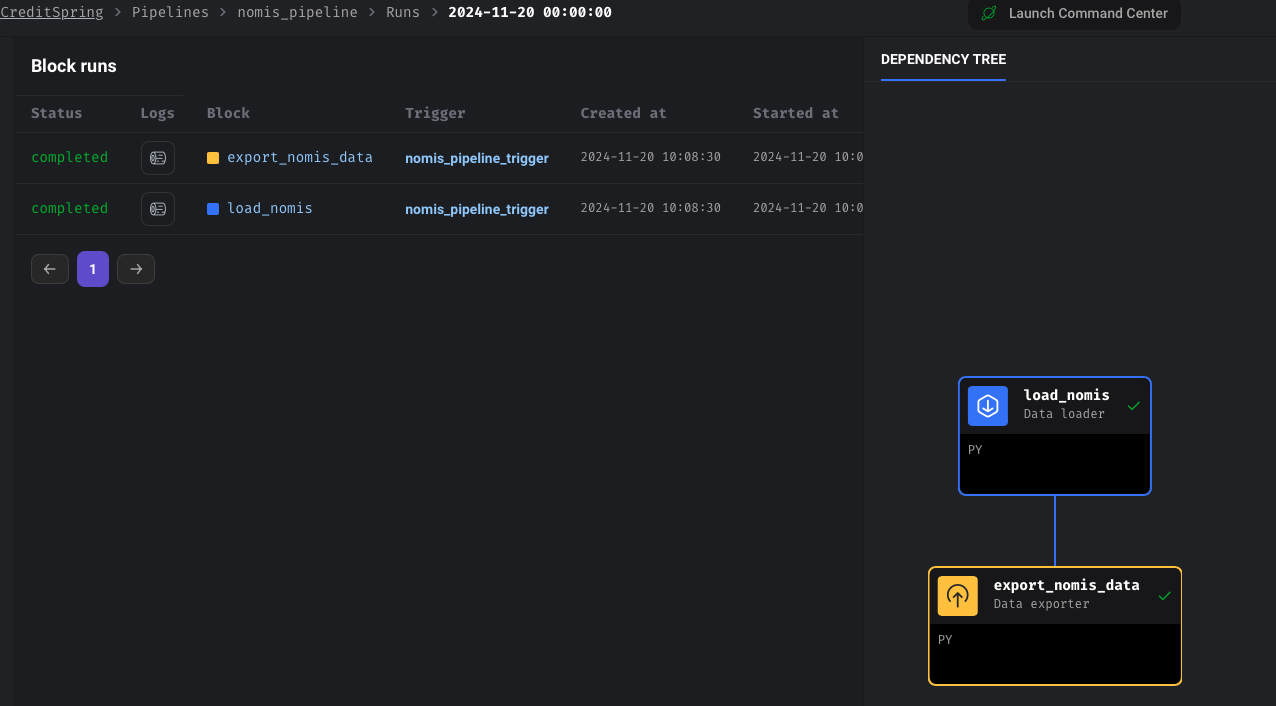 CreditSpring > Pipelines > nomis_pipeline > Runs > 2024-11-20 00:00:00
Launch Command Center
Block runs
Status Logs Block Trigger Created at Started at
completed export_nomis_data nomis_pipeline_trigger 2024-11-20 10:08:30 2024-11-20 10:0
completed load_nomis nomis_pipeline_trigger 2024-11-20 10:08:30 2024-11-20 10:0
1
DEPENDENCY TREE
load_nomis
Data loader
PY
export_nomis_data
Data exporter
PY